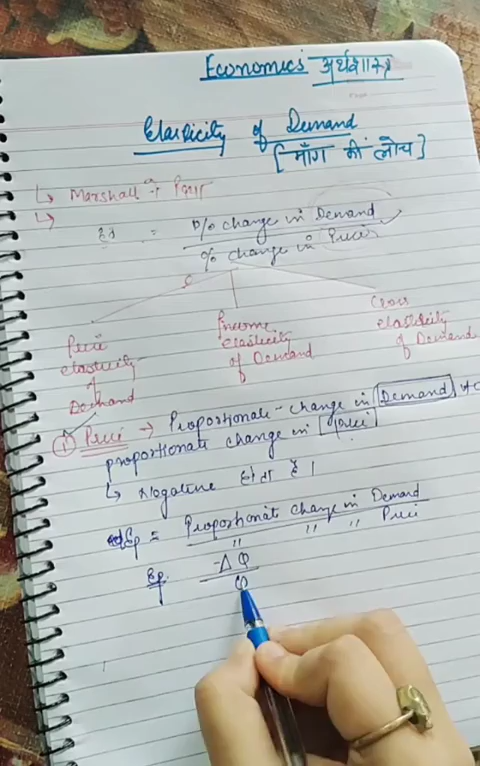 Economics अर्थशास्त्र
Elasticity of Demand
[माँग की लोच]
↳ Marshall ने दिया
↳
Ed = % change in Demand
% change in Price
Price elasticity of Demand
Income elasticity of Demand
Cross elasticity of Demand
① Price → Proportionate change in Demand to
proportionate change in Price
↳ Negative होता है।
Ep = Proportionate change in Demand
" " " Price
Ep = -ΔQ
Q